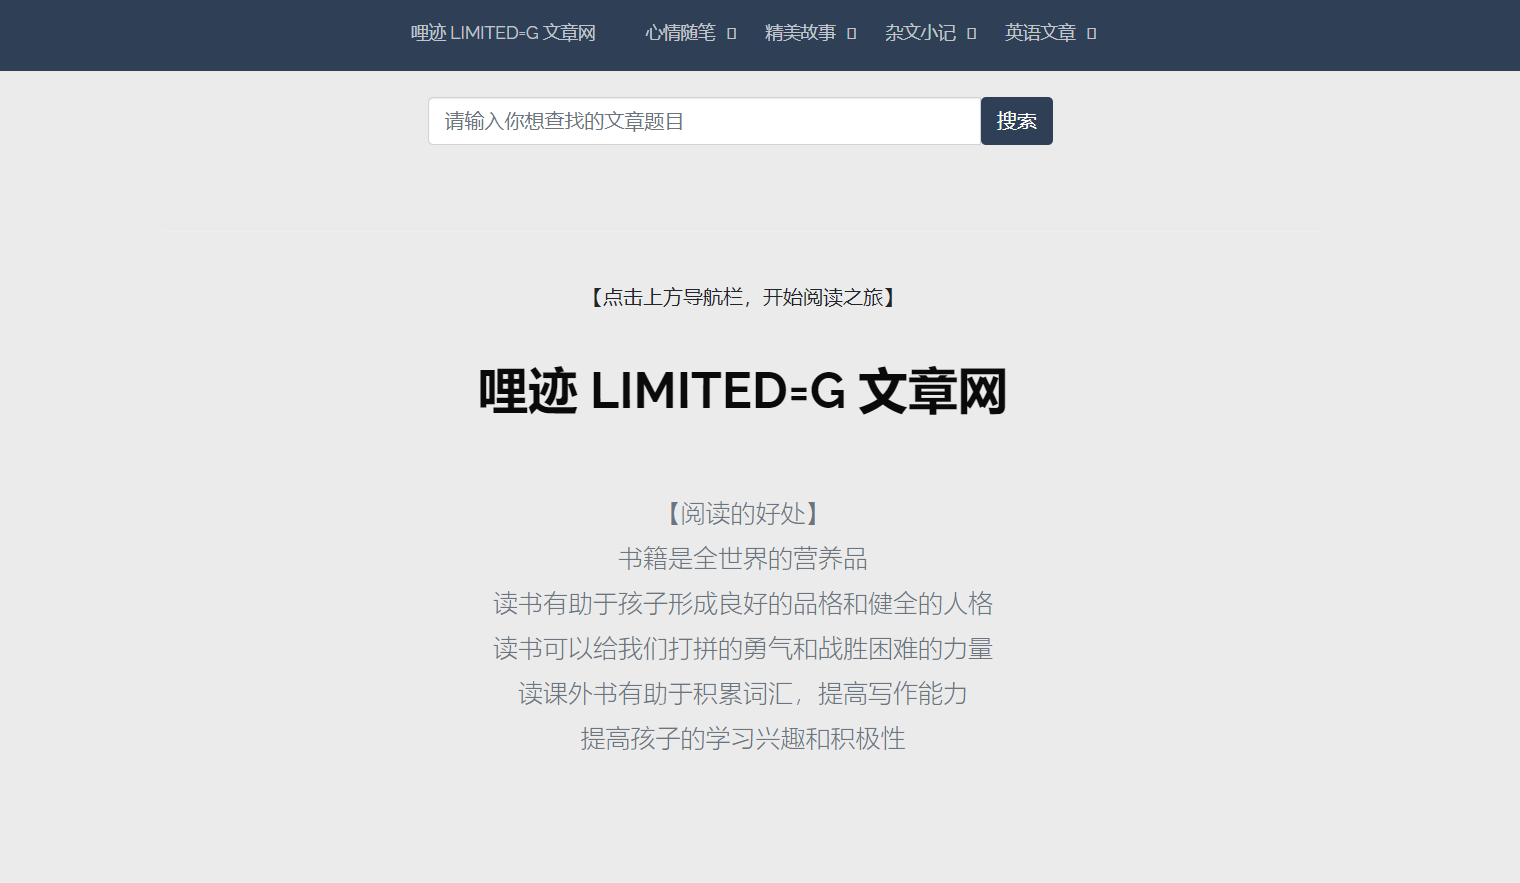 哩迹 LIMITED=G 文章网 心情随笔 精美故事 杂文小记 英语文章
请输入你想查找的文章题目 搜索
【点击上方导航栏，开始阅读之旅】
哩迹 LIMITED=G 文章网
【阅读的好处】
书籍是全世界的营养品
读书有助于孩子形成良好的品格和健全的人格
读书可以给我们打拼的勇气和战胜困难的力量
读课外书有助于积累词汇，提高写作能力
提高孩子的学习兴趣和积极性